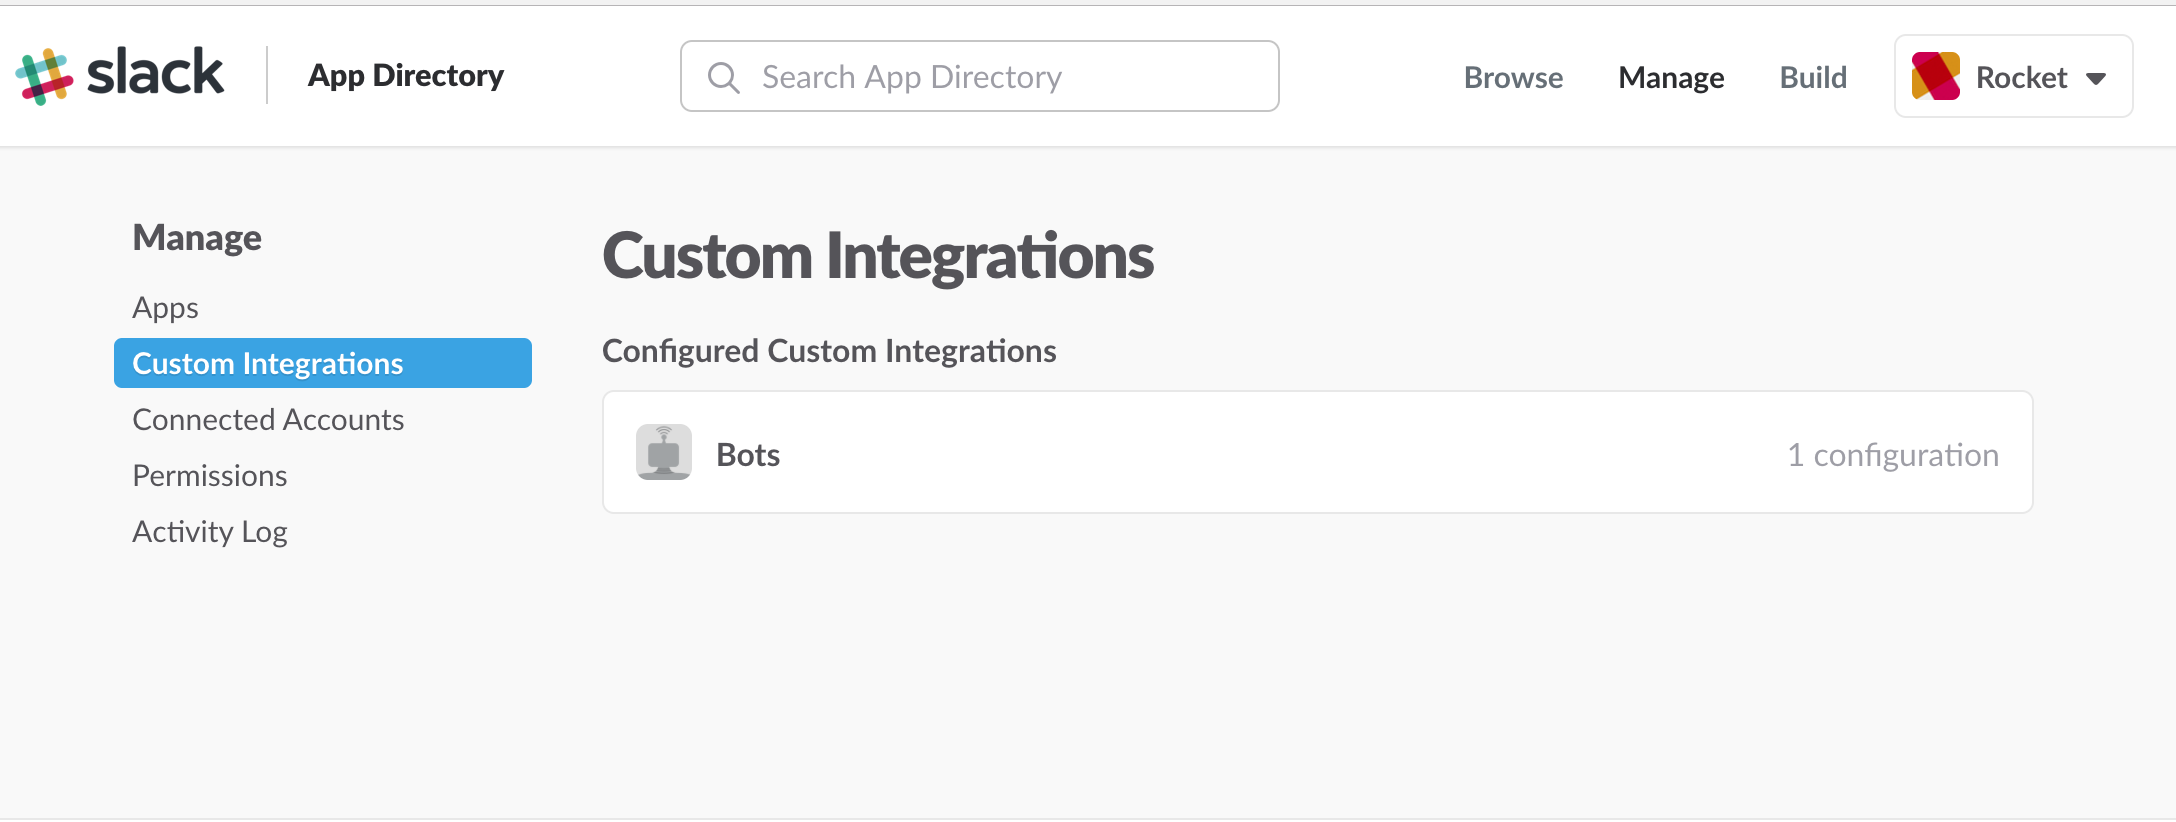 slack
App Directory
Search App Directory
Browse
Manage
Build
Rocket
Manage
Apps
Custom Integrations
Connected Accounts
Permissions
Activity Log
Custom Integrations
Configured Custom Integrations
Bots
1 configuration